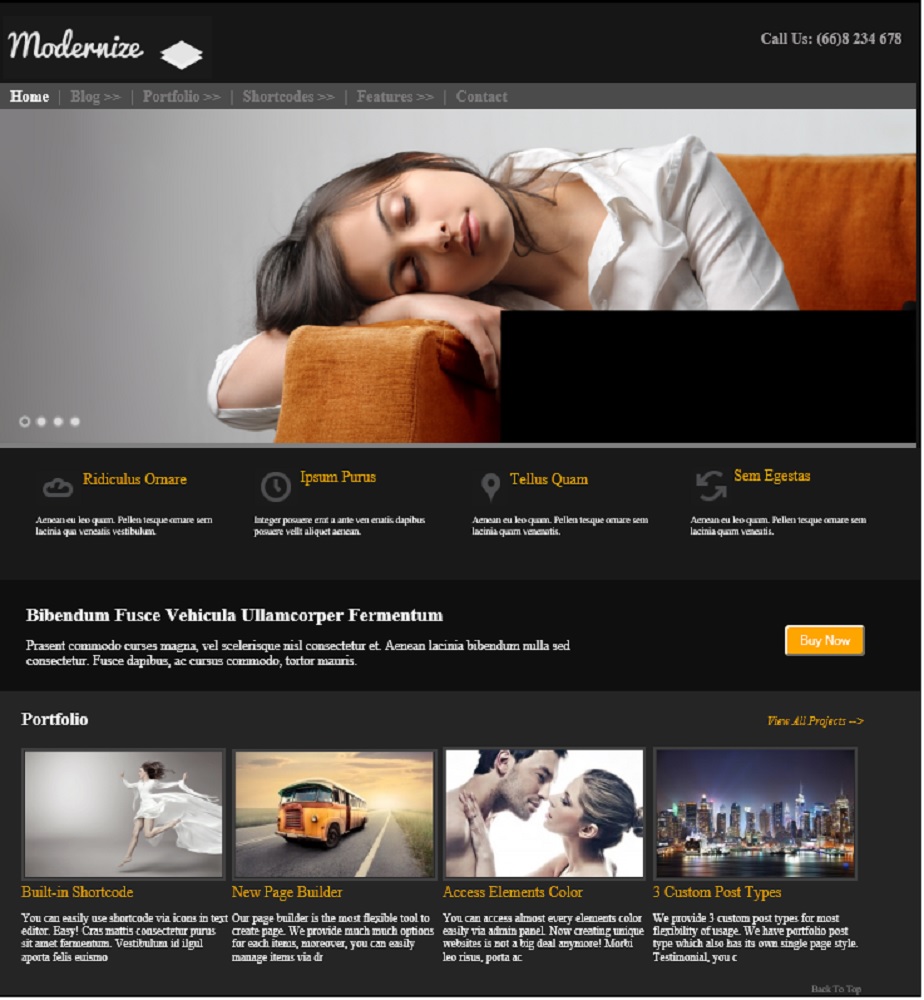 Modernize
Call Us: (66)8 234 678
Home | Blog >> | Portfolio >> | Shortcodes >> | Features >> | Contact
Ridiculus Ornare
Aenean eu leo quam. Pellen tesque ornare sem
lacinia qua veneatis vestibulum.
Ipsum Purus
Integer posuere erat a ante ven enatis dapibus
posuere velit aliquet aenean.
Tellus Quam
Aenean eu leo quam. Pellen tesque ornare sem
lacinia quam venenatis.
Sem Egestas
Aenean eu leo quam. Pellen tesque ornare sem
lacinia quam veneatis.
Bibendum Fusce Vehicula Ullamcorper Fermentum
Prasent commodo curses magna, vel scelerisque nisl consectetur et. Aenean lacinia bibendum nulla sed
consectetur. Fusce dapibus, ac cursus commodo, tortor mauris.
Buy Now
Portfolio
View All Projects -->
Built-in Shortcode
You can easily use shortcode via icons in text
editor. Easy! Cras mattis consectetur purus
sit amet fermentum. Vestibulum id ilgul
aporta felis euismo
New Page Builder
Our page builder is the most flexible tool to
create page. We provide much much options
for each items, moreover, you can easily
manage items via dr
Access Elements Color
You can access almost every elements color
easily via admin panel. Now creating unique
websites is not a big deal anymore! Morbi
leo risus, porta ac
3 Custom Post Types
We provide 3 custom post types for most
flexibility of usage. We have portfolio post
type which also has its own single page style.
Testimonial, you c
Back To Top